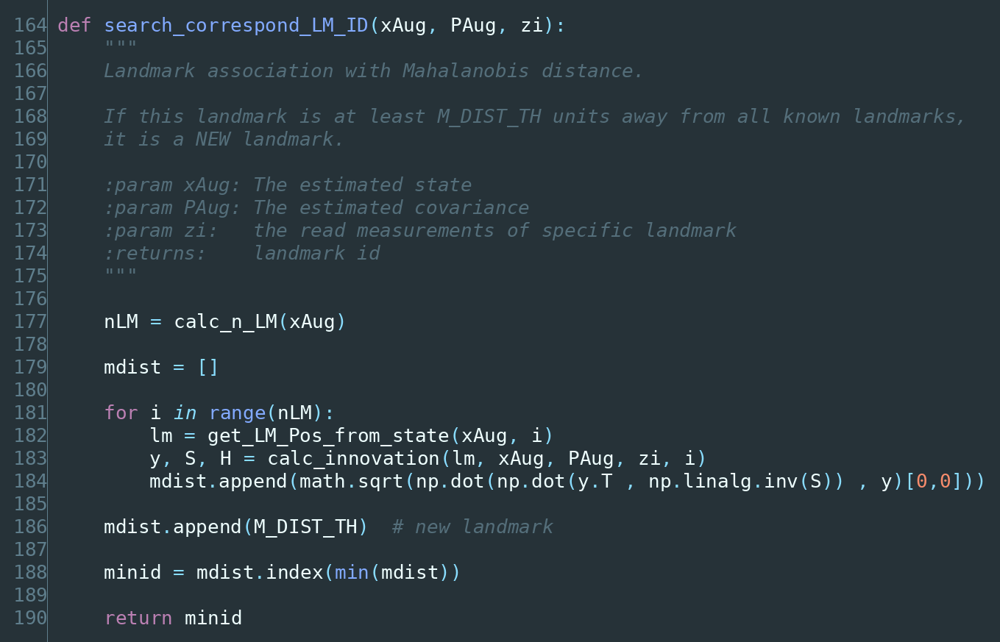 164 def search_correspond_LM_ID(xAug, PAug, zi):
165     """
166     Landmark association with Mahalanobis distance.
167
168     If this landmark is at least M_DIST_TH units away from all known landmarks,
169     it is a NEW landmark.
170
171     :param xAug: The estimated state
172     :param PAug: The estimated covariance
173     :param zi:   the read measurements of specific landmark
174     :returns:    landmark id
175     """
176
177     nLM = calc_n_LM(xAug)
178
179     mdist = []
180
181     for i in range(nLM):
182         lm = get_LM_Pos_from_state(xAug, i)
183         y, S, H = calc_innovation(lm, xAug, PAug, zi, i)
184         mdist.append(math.sqrt(np.dot(np.dot(y.T , np.linalg.inv(S)) , y)[0,0]))
185
186     mdist.append(M_DIST_TH)  # new landmark
187
188     minid = mdist.index(min(mdist))
189
190     return minid